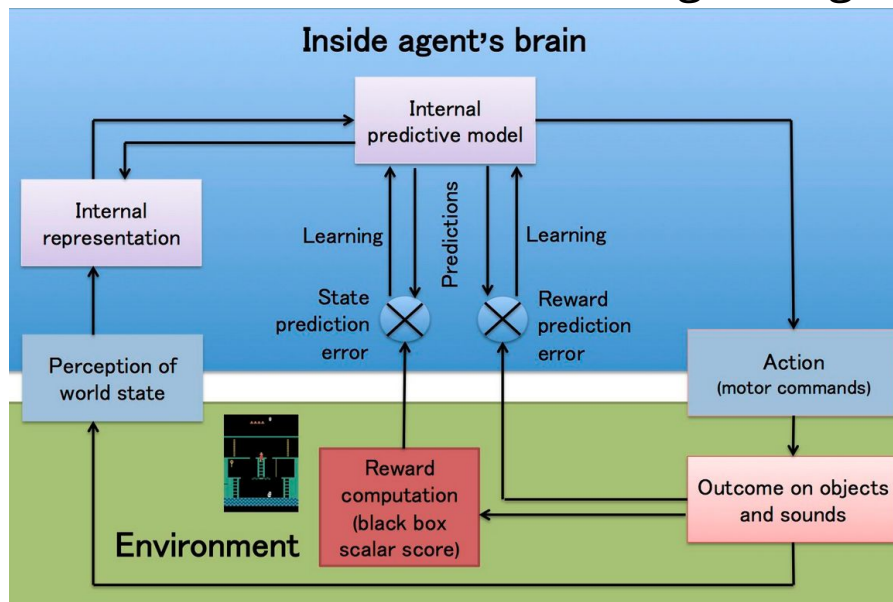 Inside agent's brain
Internal
predictive model
Internal
representation
Learning
Predictions
Learning
State
prediction
error
Reward
prediction
error
Perception of
world state
Action
(motor commands)
Reward
computation
(black box
scalar score)
Outcome on objects
and sounds
Environment